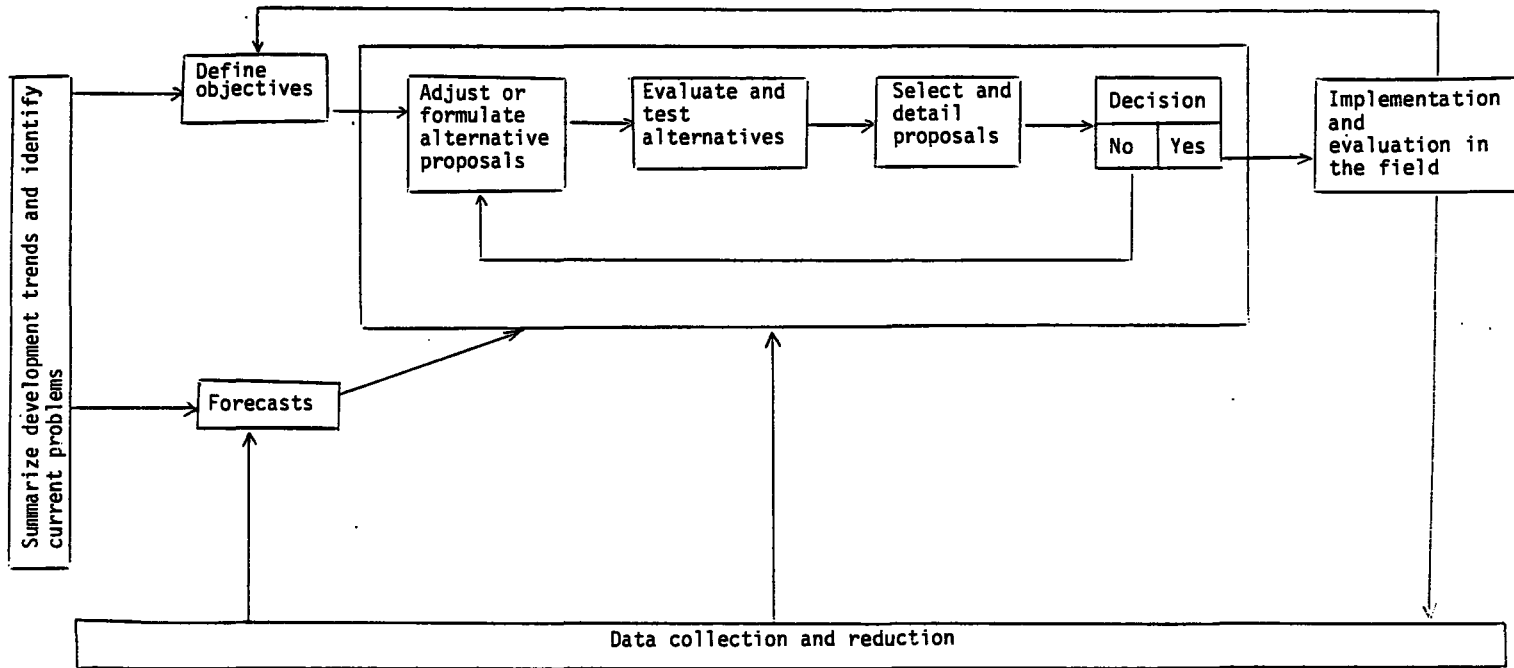 Summarize development trends and identify
current problems
Define
objectives
Adjust or
formulate
alternative
proposals
Evaluate and
test
alternatives
Select and
detail
proposals
Decision
No Yes
Implementation
and
evaluation in
the field
Forecasts
Data collection and reduction